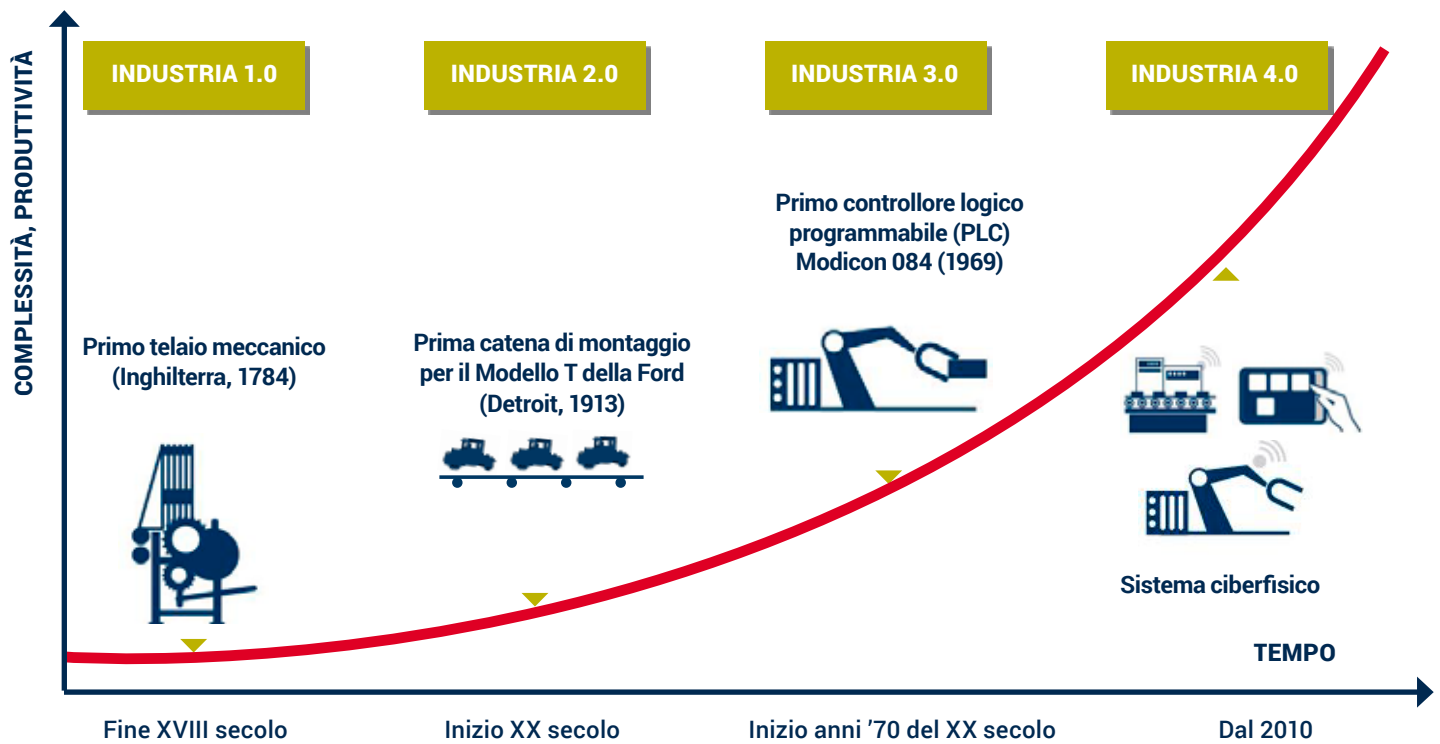 COMPLESSITÀ, PRODUTTIVITÀ
INDUSTRIA 1.0
INDUSTRIA 2.0
INDUSTRIA 3.0
INDUSTRIA 4.0
Primo telaio meccanico
(Inghilterra, 1784)
Prima catena di montaggio
per il Modello T della Ford
(Detroit, 1913)
Primo controllore logico
programmabile (PLC)
Modicon 084 (1969)
Sistema ciberfisico
TEMPO
Fine XVIII secolo
Inizio XX secolo
Inizio anni ’70 del XX secolo
Dal 2010